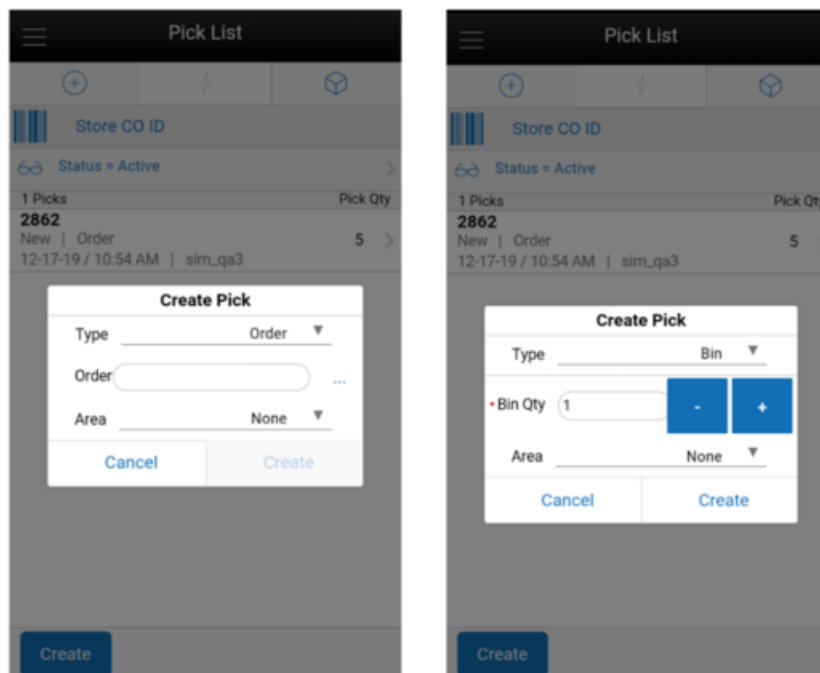 Pick List
Store CO ID
Status = Active
1 Picks Pick Qty
2862
New | Order 5
12-17-19 / 10:54 AM | sim_qa3
Create Pick
Type Order
Order ...
Area None
Cancel Create
Create
Pick List
Store CO ID
Status = Active
1 Picks Pick Qty
2862
New | Order 5
12-17-19 / 10:54 AM | sim_qa3
Create Pick
Type Bin
• Bin Qty 1 - +
Area None
Cancel Create
Create